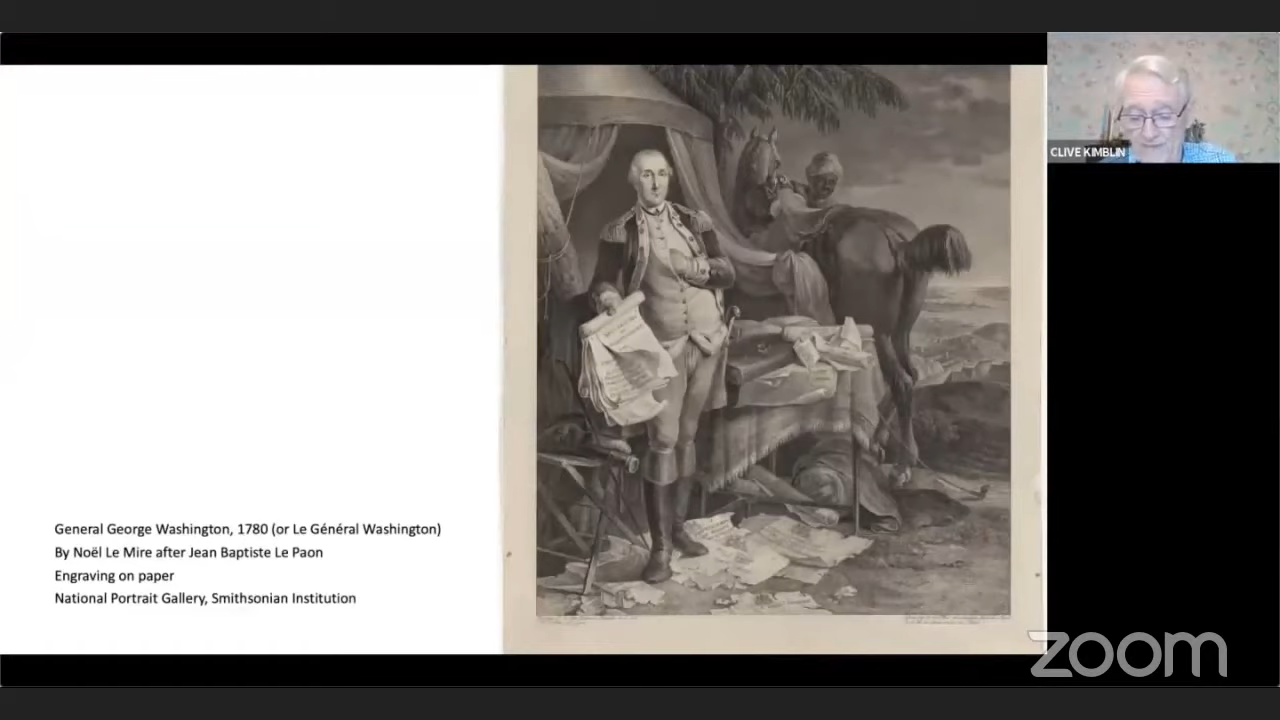 General George Washington, 1780 (or Le Général Washington)
By Noël Le Mire after Jean Baptiste Le Paon
Engraving on paper
National Portrait Gallery, Smithsonian Institution
CLIVE KIMBLIN
zoom